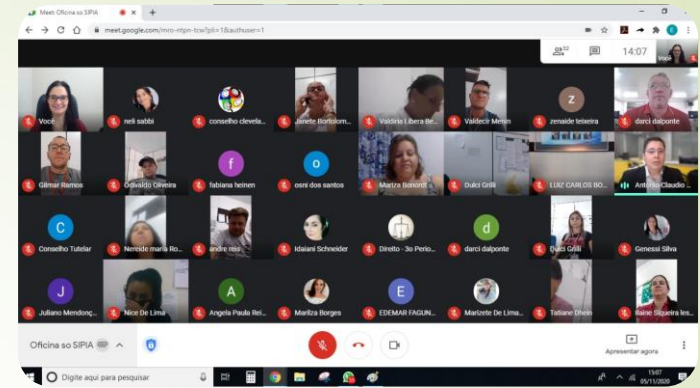 Meet: Oficina so SIPIA
meet.google.com/mro-ntpn-tcw?pli=1&authuser=1
32
14:07
Você
Você
neli sabbi
conselho clevela...
Janete Bortolom...
Valdiria Libera Be...
Valdecir Menin
zenaide teixeira
darci dalponte
Gilmar Ramos
Odivaldo Oliveira
fabiana heinen
osni dos santos
Mariza Bonordi
Dulci Grilli
LUIZ CARLOS BO...
Antonio Claudio
Conselho Tutelar
Nereide maria Ro...
andre reis
Idaiani Schneider
Direito - 3o Perio...
darci dalponte
Dulci Grilli
Genessi Silva
Juliano Mendonç...
Nice De Lima
Angela Paula Rei...
Mariza Borges
EDEMAR FAGUN...
Marizete De Lima...
Tatiane Dhein
Ilaine Siqueira les...
Z
f
o
C
d
J
A
E
Oficina so SIPIA
Apresentar agora
Digite aqui para pesquisar
15:07
05/11/2020